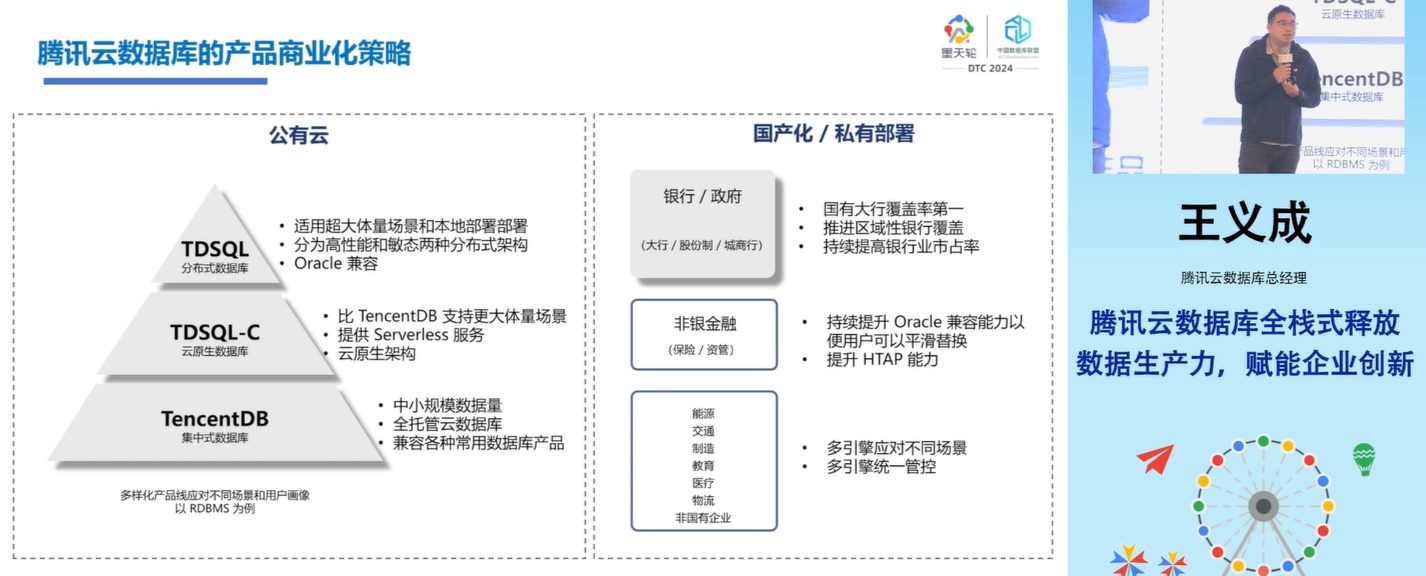 腾讯云数据库的产品商业化策略
墨天轮
中国数据库联盟
DTC 2024
公有云
TDSQL
分布式数据库
• 适用超大体量场景和本地部署部署
• 分为高性能和敏态两种分布式架构
• Oracle 兼容
TDSQL-C
云原生数据库
• 比 TencentDB 支持更大体量场景
• 提供 Serverless 服务
• 云原生架构
TencentDB
集中式数据库
• 中小规模数据量
• 全托管云数据库
• 兼容各种常用数据库产品
多样化产品线应对不同场景和用户画像
以 RDBMS 为例
国产化 / 私有部署
银行 / 政府
(大行 / 股份制 / 城商行)
• 国有大行覆盖率第一
• 推进区域性银行覆盖
• 持续提高银行业市占率
非银金融
(保险 / 资管)
• 持续提升 Oracle 兼容能力以
便用户可以平滑替换
• 提升 HTAP 能力
能源
交通
制造
教育
医疗
物流
非国有企业
• 多引擎应对不同场景
• 多引擎统一管控
TDSQL-C
云原生数据库
encentDB
集中式数据库
产品线应对不同场景和用
以 RDBMS 为例
王义成
腾讯云数据库总经理
腾讯云数据库全栈式释放
数据生产力，赋能企业创新